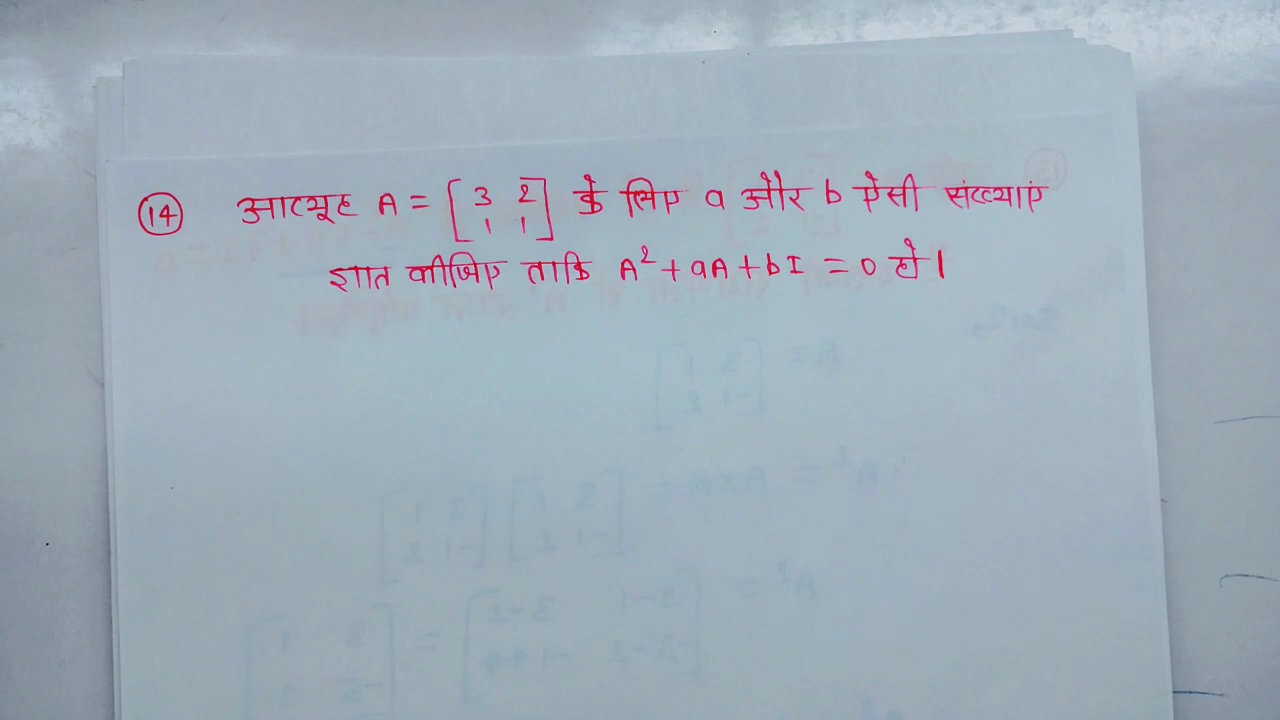 14 आव्यूह A = [3 2 1 1] के लिए a और b ऐसी संख्याएं
ज्ञात कीजिए ताकि A² + aA + bI = 0 हो।